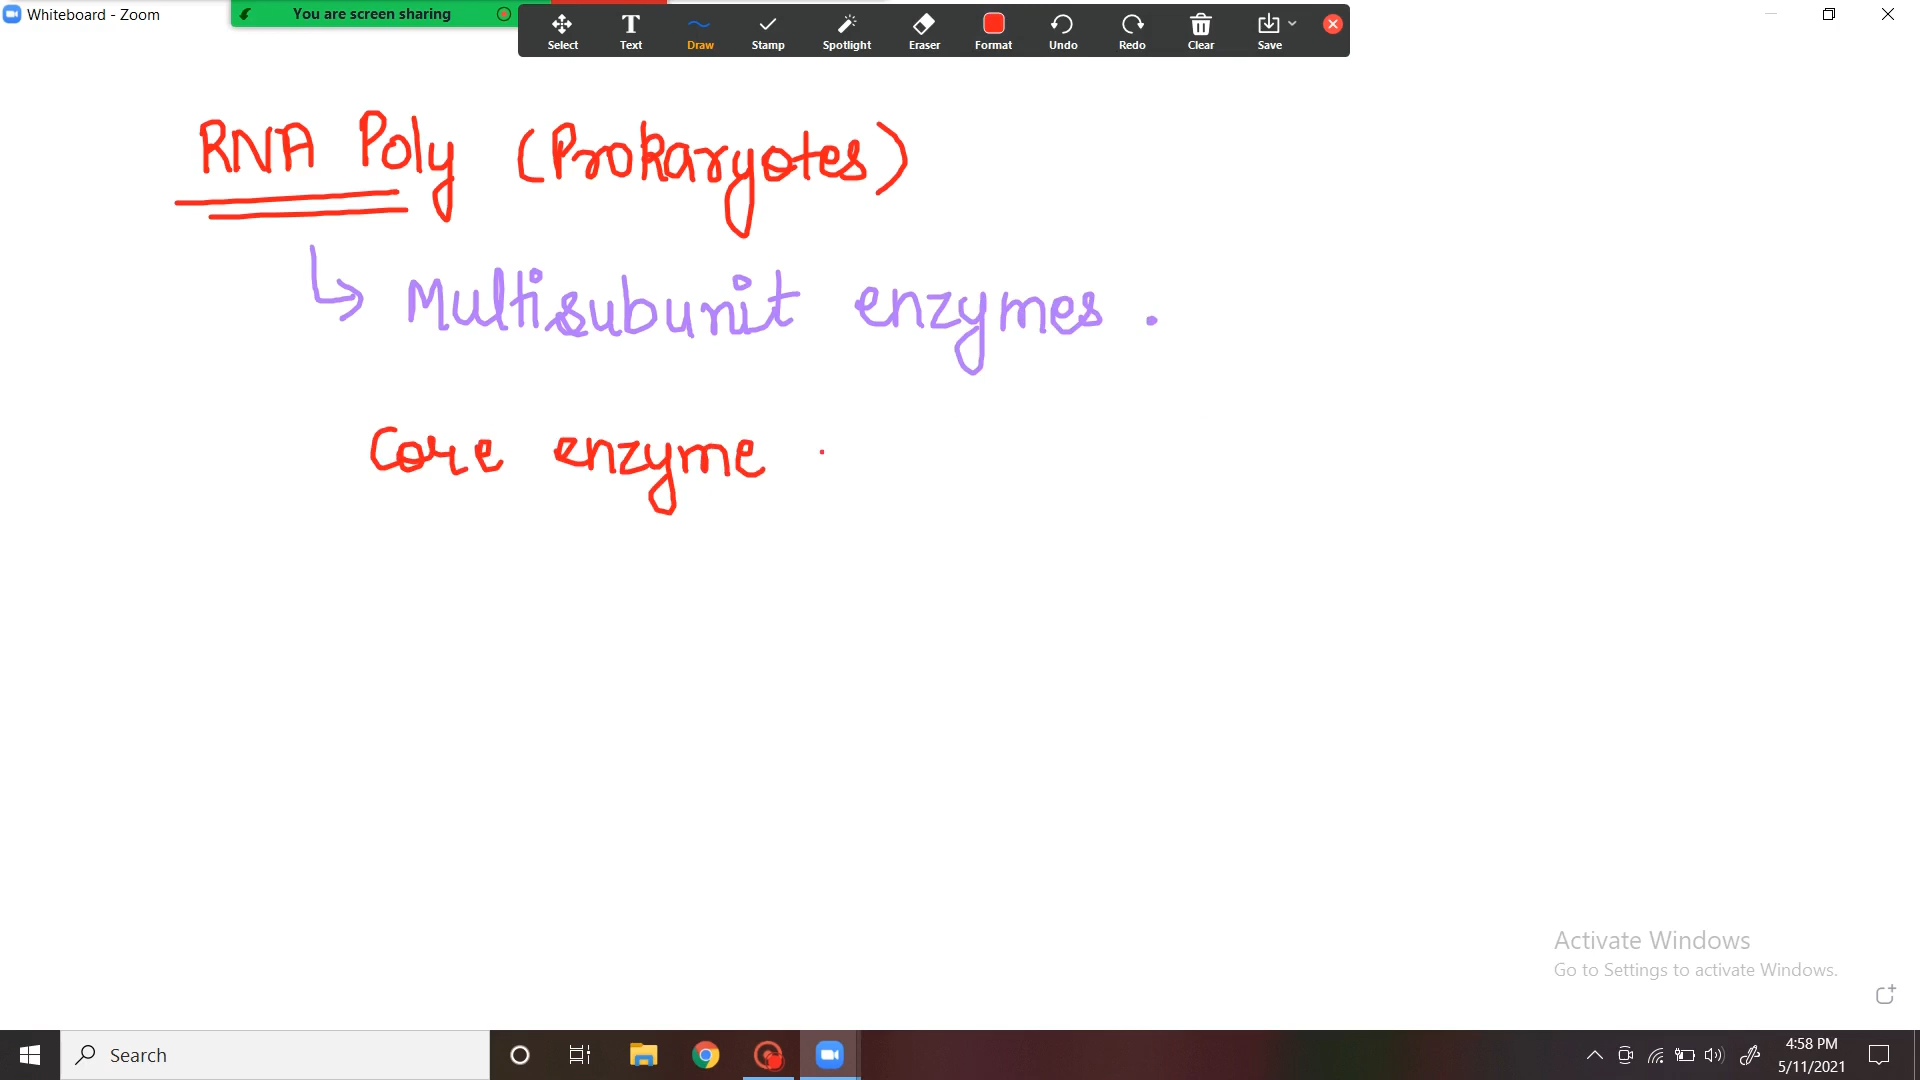 Whiteboard - Zoom
You are screen sharing
Select Text Draw Stamp Spotlight Eraser Format Undo Redo Clear Save
RNA Poly (Prokaryotes)
Multisubunit enzymes .
Core enzyme
Activate Windows
Go to Settings to activate Windows.
Search
4:58 PM
5/11/2021